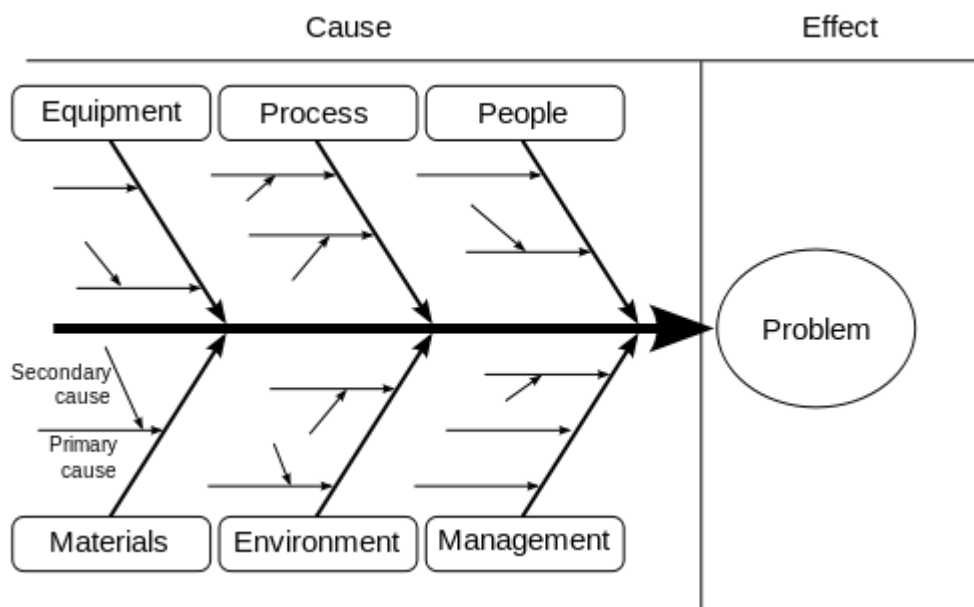 Cause
Effect
Equipment
Process
People
Problem
Secondary
cause
Primary
cause
Materials
Environment
Management